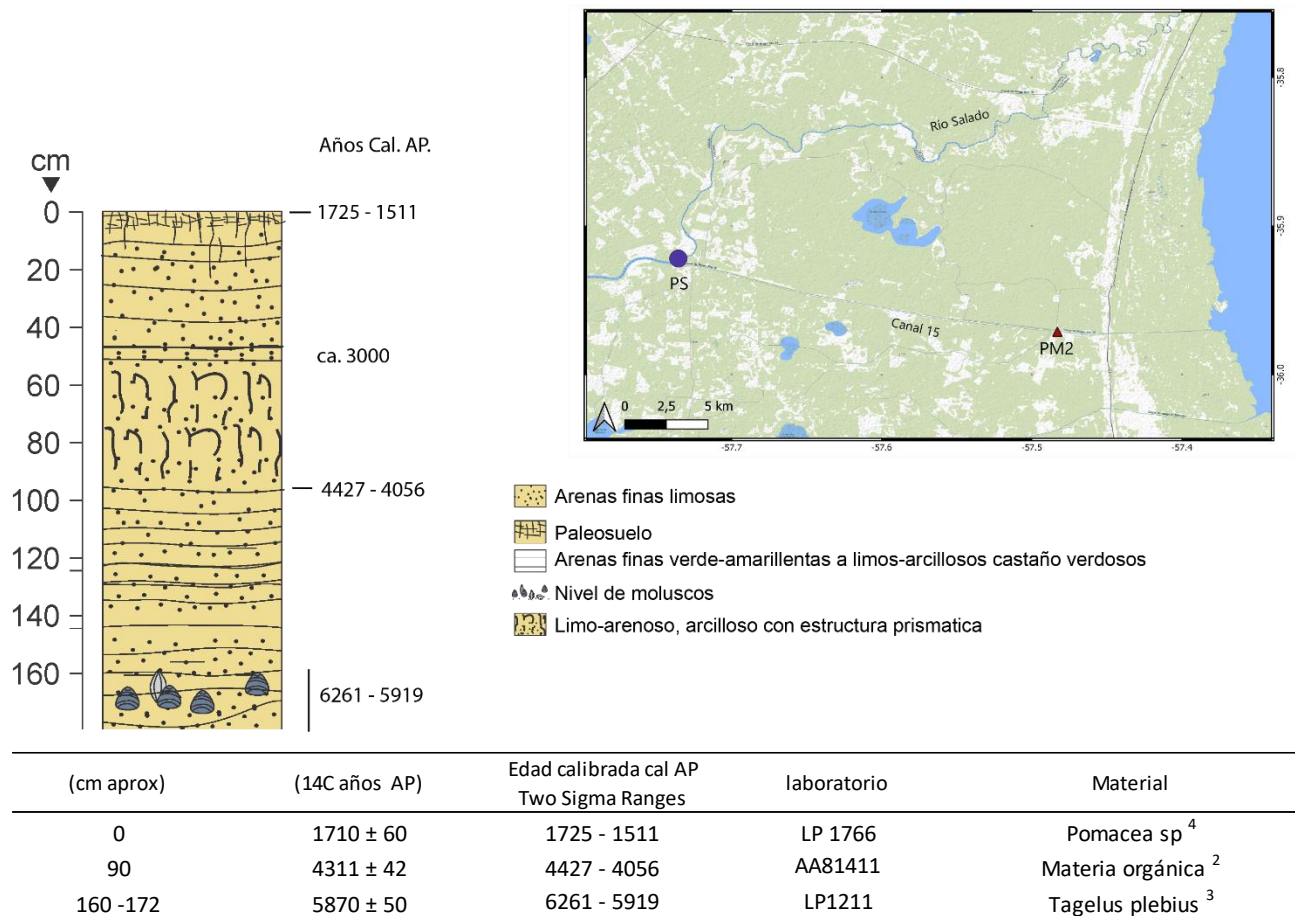 Años Cal. AP.
cm
0
20
40
60
80
100
120
140
160
1725 - 1511
ca. 3000
4427 - 4056
6261 - 5919
Río Salado
PS
Canal 15
PM2
0 2,5 5 km
-57.7 -57.6 -57.5 -57.4
-35.8
-35.9
-36.0
Arenas finas limosas
Paleosuelo
Arenas finas verde-amarillentas a limos-arcillosos castaño verdosos
Nivel de moluscos
Limo-arenoso, arcilloso con estructura prismatica
(cm aprox) (14C años AP) Edad calibrada cal AP laboratorio Material
Two Sigma Ranges
0 1710 ± 60 1725 - 1511 LP 1766 Pomacea sp 4
90 4311 ± 42 4427 - 4056 AA81411 Materia orgánica 2
160 -172 5870 ± 50 6261 - 5919 LP1211 Tagelus plebius 3